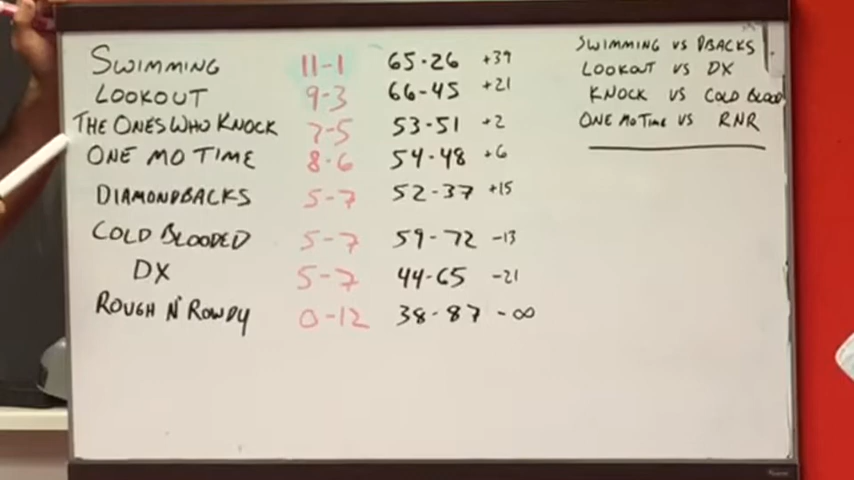 SWIMMING 11-1 65-26 +39
LOOKOUT 9-3 66-45 +21
THE ONES WHO KNOCK 7-5 53-51 +2
ONE MO TIME 8-6 54-48 +6
DIAMONDBACKS 5-7 52-37 +15
COLD BLOODED 5-7 59-72 -13
DX 5-7 44-65 -21
ROUGH N' ROWDY 0-12 38-87 -∞
SWIMMING VS DBACKS
LOOKOUT VS DX
KNOCK VS COLD BLOOD
ONE MO TIME VS RNR